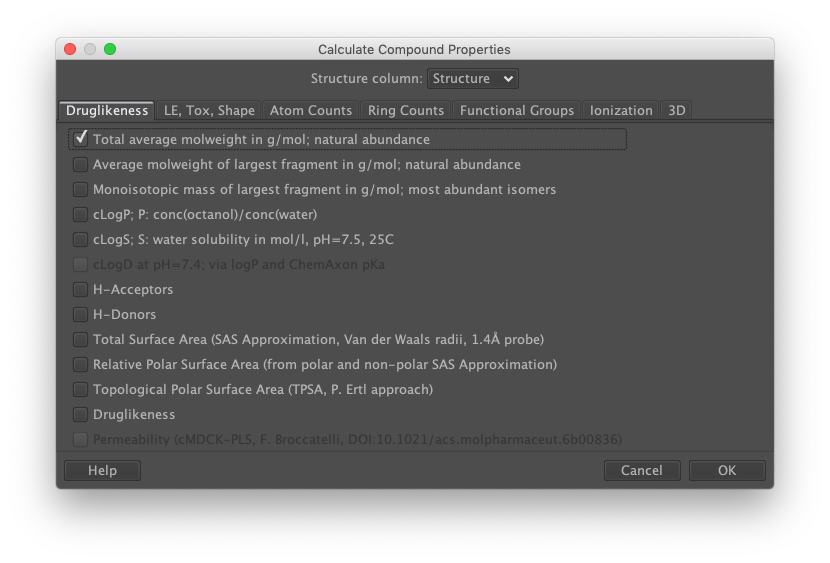 Calculate Compound Properties
Structure column: Structure
Druglikeness LE, Tox, Shape Atom Counts Ring Counts Functional Groups Ionization 3D
Total average molweight in g/mol; natural abundance
Average molweight of largest fragment in g/mol; natural abundance
Monoisotopic mass of largest fragment in g/mol; most abundant isomers
cLogP; P: conc(octanol)/conc(water)
cLogS; S: water solubility in mol/l, pH=7.5, 25C
cLogD at pH=7.4; via logP and ChemAxon pKa
H-Acceptors
H-Donors
Total Surface Area (SAS Approximation, Van der Waals radii, 1.4Å probe)
Relative Polar Surface Area (from polar and non-polar SAS Approximation)
Topological Polar Surface Area (TPSA, P. Ertl approach)
Druglikeness
Permeability (cMDCK-PLS, F. Broccatelli, DOI:10.1021/acs.molpharmaceut.6b00836)
Help Cancel OK